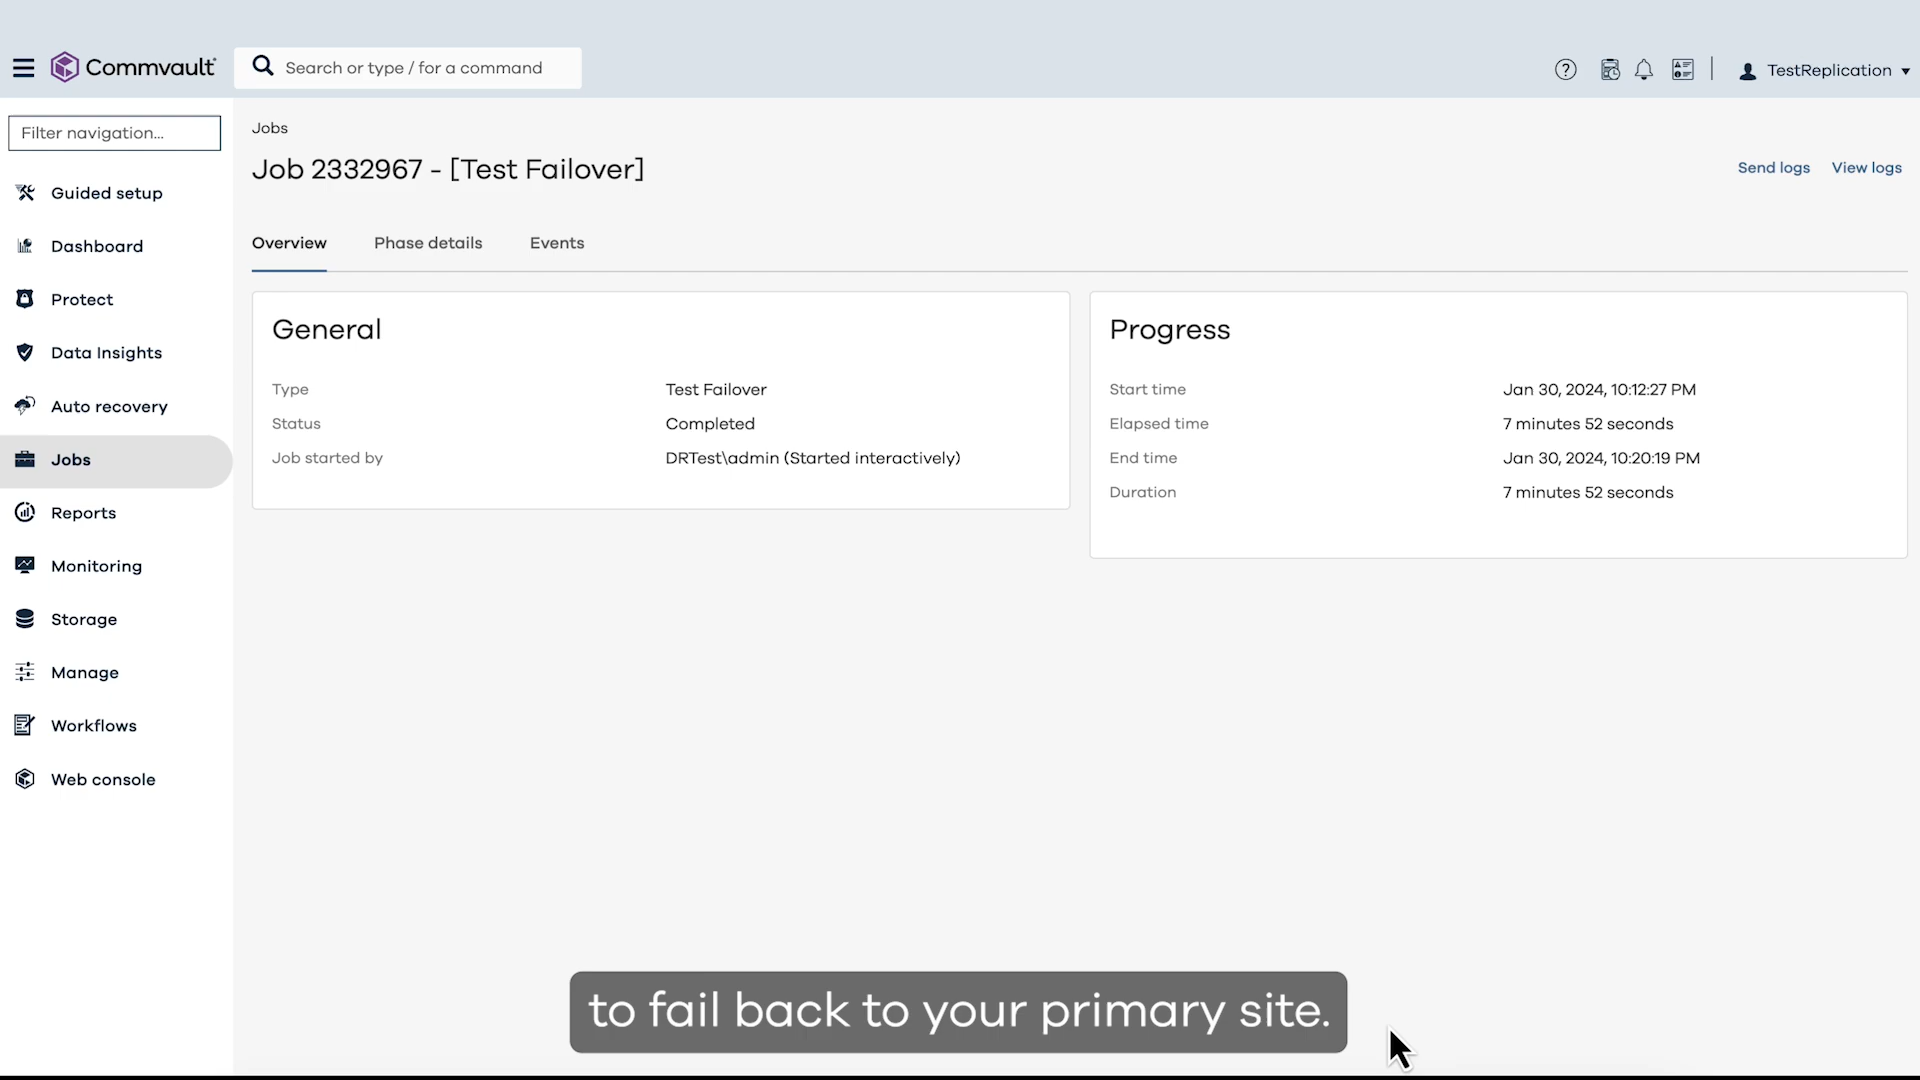 Commvault
Search or type / for a command
TestReplication
Filter navigation...
Guided setup
Dashboard
Protect
Data Insights
Auto recovery
Jobs
Reports
Monitoring
Storage
Manage
Workflows
Web console
Jobs
Job 2332967 - [Test Failover]
Send logs View logs
Overview Phase details Events
General
Type Test Failover
Status Completed
Job started by DRTest\admin (Started interactively)
Progress
Start time Jan 30, 2024, 10:12:27 PM
Elapsed time 7 minutes 52 seconds
End time Jan 30, 2024, 10:20:19 PM
Duration 7 minutes 52 seconds
to fail back to your primary site.